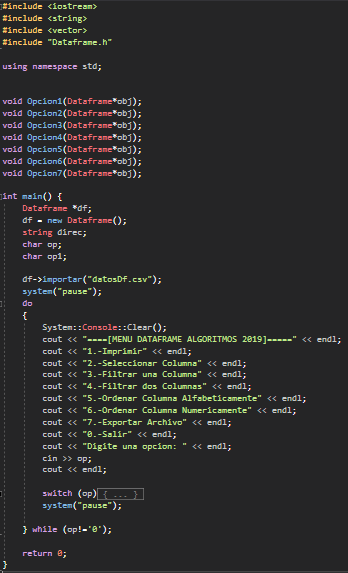 #include <iostream>
#include <string>
#include <vector>
#include "Dataframe.h"
using namespace std;
void Opcion1(Dataframe*obj);
void Opcion2(Dataframe*obj);
void Opcion3(Dataframe*obj);
void Opcion4(Dataframe*obj);
void Opcion5(Dataframe*obj);
void Opcion6(Dataframe*obj);
void Opcion7(Dataframe*obj);
int main() {
Dataframe *df;
df = new Dataframe();
string direc;
char op;
char op1;
df->importar("datosDf.csv");
system("pause");
do
{
System::Console::Clear();
cout << "====[MENU DATAFRAME ALGORITMOS 2019]=====" << endl;
cout << "1.-Imprimir" << endl;
cout << "2.-Seleccionar Columna" << endl;
cout << "3.-Filtrar una Columna" << endl;
cout << "4.-Filtrar dos Columnas" << endl;
cout << "5.-Ordenar Columna Alfabeticamente" << endl;
cout << "6.-Ordenar Columna Numericamente" << endl;
cout << "7.-Exportar Archivo" << endl;
cout << "0.-Salir" << endl;
cout << "Digite una opcion: " << endl;
cin >> op;
cout << endl;
switch (op){ ... }
system("pause");
} while (op!='0');
return 0;
}